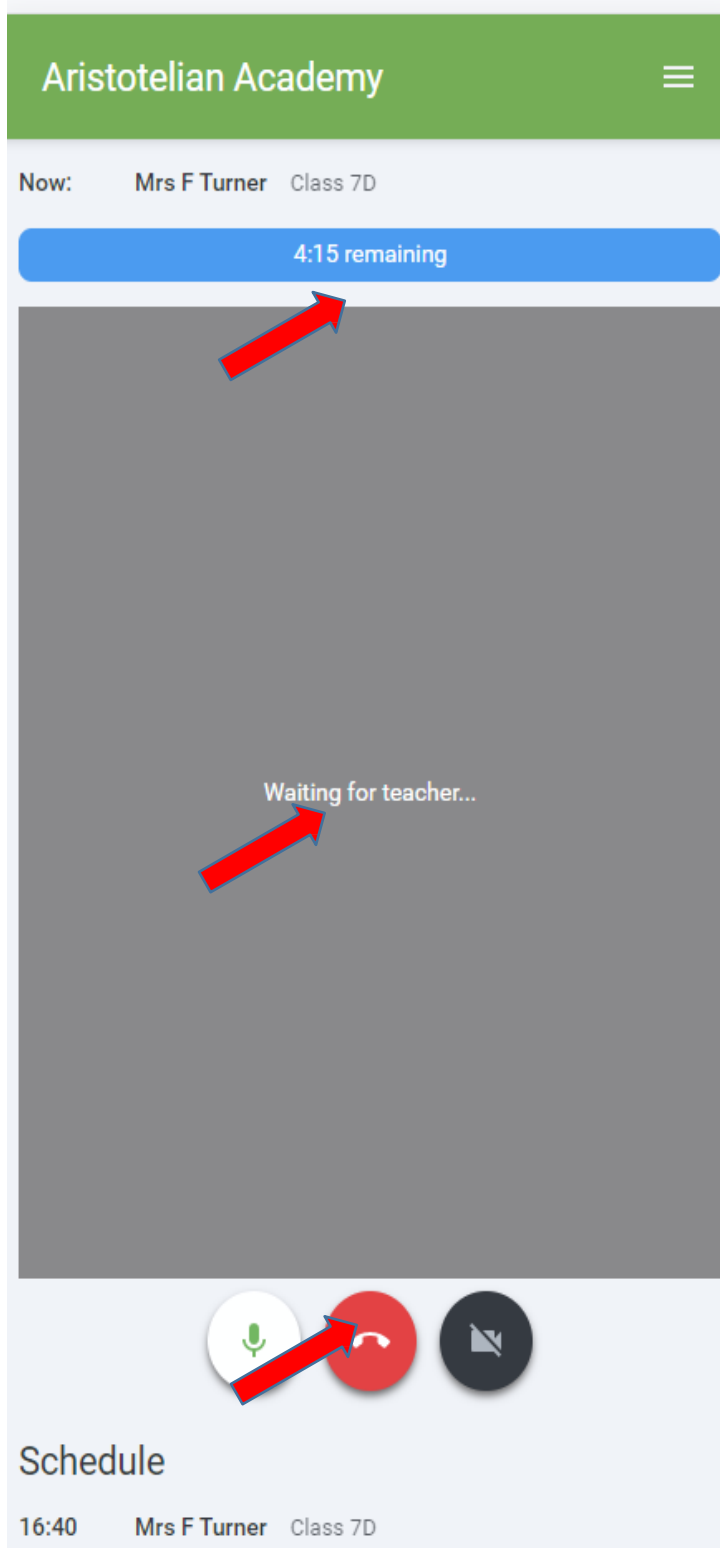 Aristotelian Academy
Now: Mrs F Turner Class 7D
4:15 remaining
Waiting for teacher...
Schedule
16:40 Mrs F Turner Class 7D